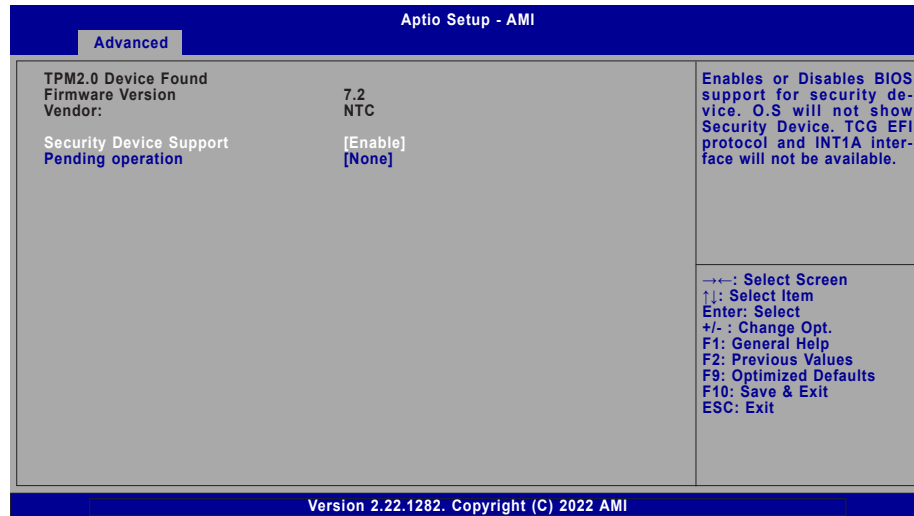 Aptio Setup - AMI
Advanced
TPM2.0 Device Found
Firmware Version 7.2
Vendor: NTC
Security Device Support [Enable]
Pending operation [None]
Enables or Disables BIOS
support for security de-
vice. O.S will not show
Security Device. TCG EFI
protocol and INT1A inter-
face will not be available.
→←: Select Screen
↑↓: Select Item
Enter: Select
+/- : Change Opt.
F1: General Help
F2: Previous Values
F9: Optimized Defaults
F10: Save & Exit
ESC: Exit
Version 2.22.1282. Copyright (C) 2022 AMI